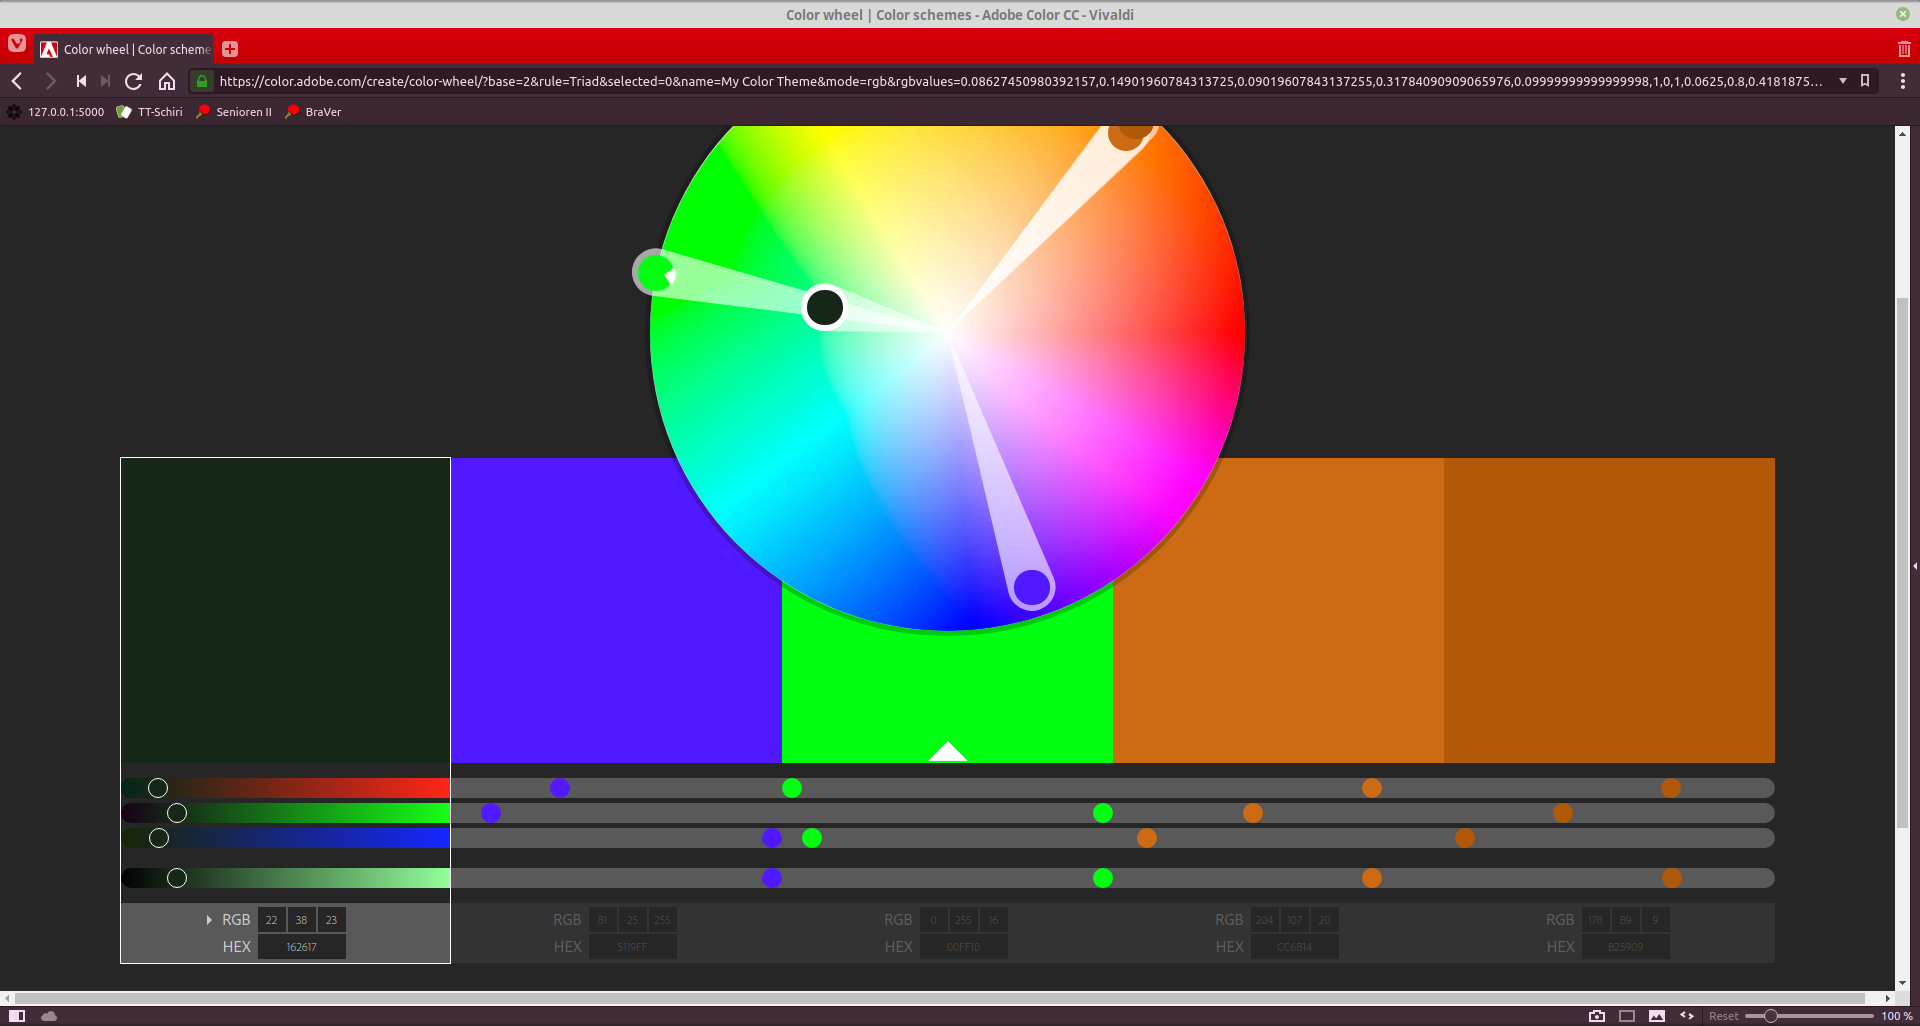 Color wheel | Color schemes - Adobe Color CC - Vivaldi
Color wheel | Color scheme
https://color.adobe.com/create/color-wheel/?base=2&rule=Triad&selected=0&name=My Color Theme&mode=rgb&rgbvalues=0.08627450980392157,0.14901960784313725,0.09019607843137255,0.31784090909065976,0.09999999999999998,1,0,1,0.0625,0.8,0.4181875...
127.0.0.1:5000 TT-Schiri Senioren II BraVer
RGB 22 38 23 RGB 81 25 255 RGB 0 255 16 RGB 204 107 20 RGB 178 89 9
HEX 162617 HEX 5119FF HEX 00FF10 HEX CC6B14 HEX B25909
Reset 100 %